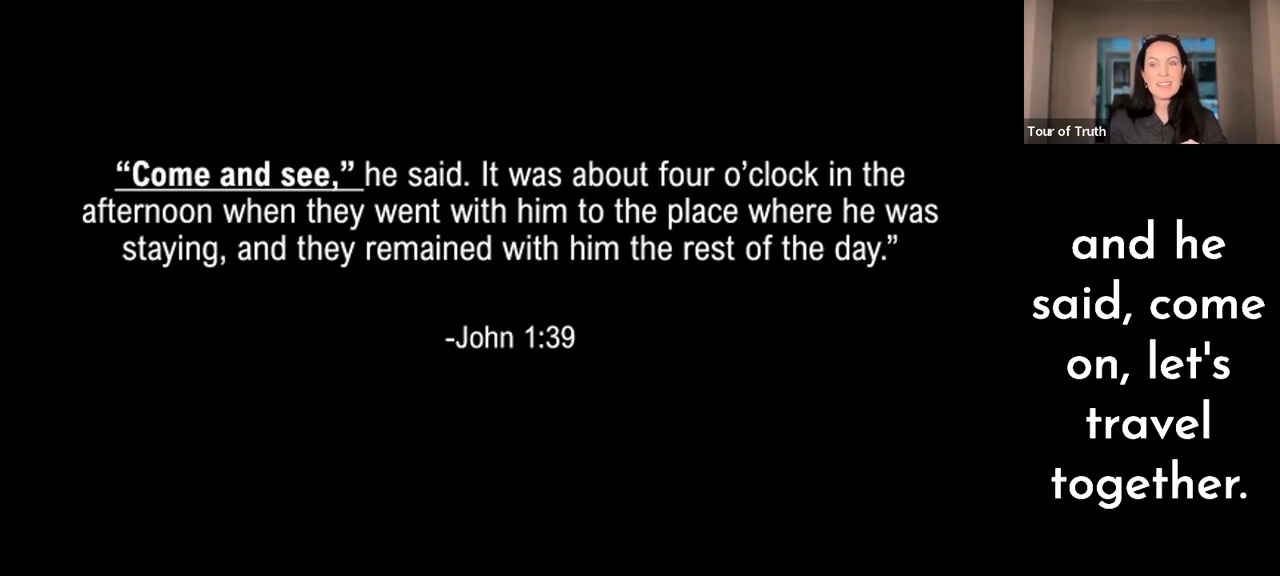 “Come and see,” he said. It was about four o’clock in the
afternoon when they went with him to the place where he was
staying, and they remained with him the rest of the day.”
-John 1:39
Tour of Truth
and he
said, come
on, let's
travel
together.